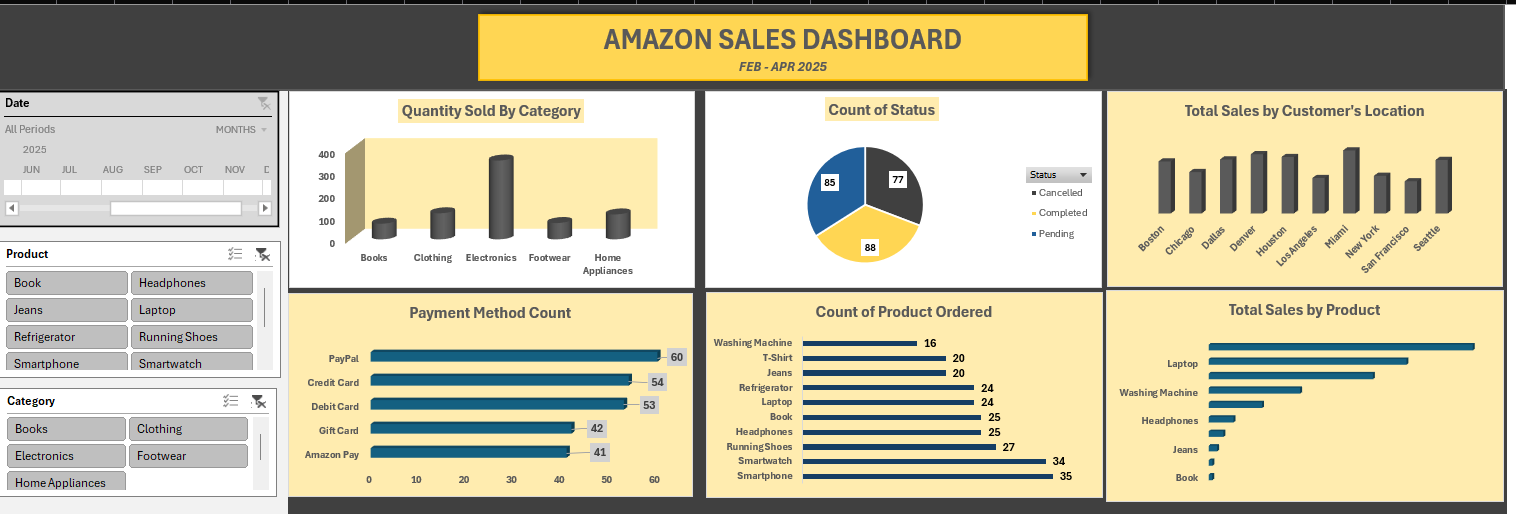 AMAZON SALES DASHBOARD
FEB - APR 2025
Date
All Periods MONTHS
2025
JUN JUL AUG SEP OCT NOV D
Product
Book Headphones
Jeans Laptop
Refrigerator Running Shoes
Smartphone Smartwatch
Category
Books Clothing
Electronics Footwear
Home Appliances
Quantity Sold By Category
400
300
200
100
0
Books Clothing Electronics Footwear Home Appliances
Count of Status
85 77
88
Status
Cancelled
Completed
Pending
Total Sales by Customer's Location
Boston Chicago Dallas Denver Houston Los Angeles Miami New York San Francisco Seattle
Payment Method Count
PayPal 60
Credit Card 54
Debit Card 53
Gift Card 42
Amazon Pay 41
0 10 20 30 40 50 60
Count of Product Ordered
Washing Machine 16
T-Shirt 20
Jeans 20
Refrigerator 24
Laptop 24
Book 25
Headphones 25
Running Shoes 27
Smartwatch 34
Smartphone 35
Total Sales by Product
Laptop
Washing Machine
Headphones
Jeans
Book